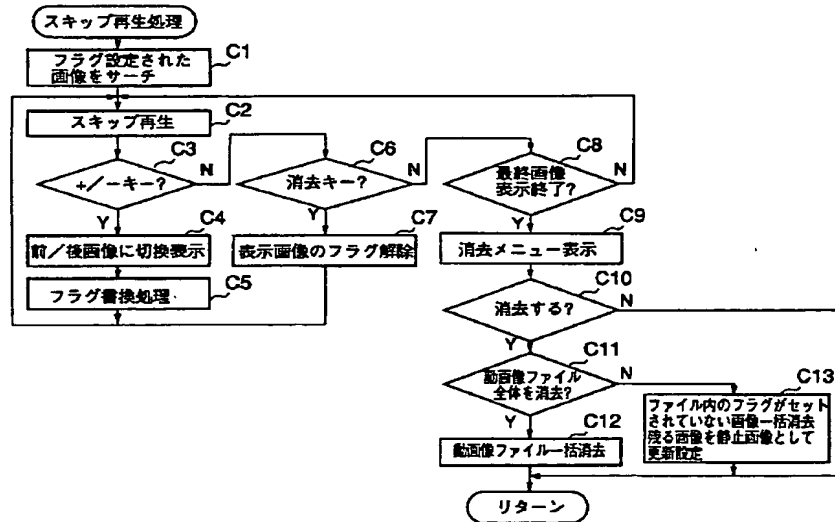 スキップ再生処理
C1
フラグ設定された
画像をサーチ
C2
スキップ再生
C3
+/−キー?
N
Y
C4
前/後画像に切換表示
C5
フラグ書換処理
C6
消去キー?
N
Y
C7
表示画像のフラグ解除
C8
最終画像
表示終了?
N
Y
C9
消去メニュー表示
C10
消去する?
N
Y
C11
動画像ファイル
全体を消去?
N
Y
C12
動画像ファイル一括消去
C13
ファイル内のフラグがセット
されていない画像一括消去
残る画像を静止画像として
更新設定
リターン